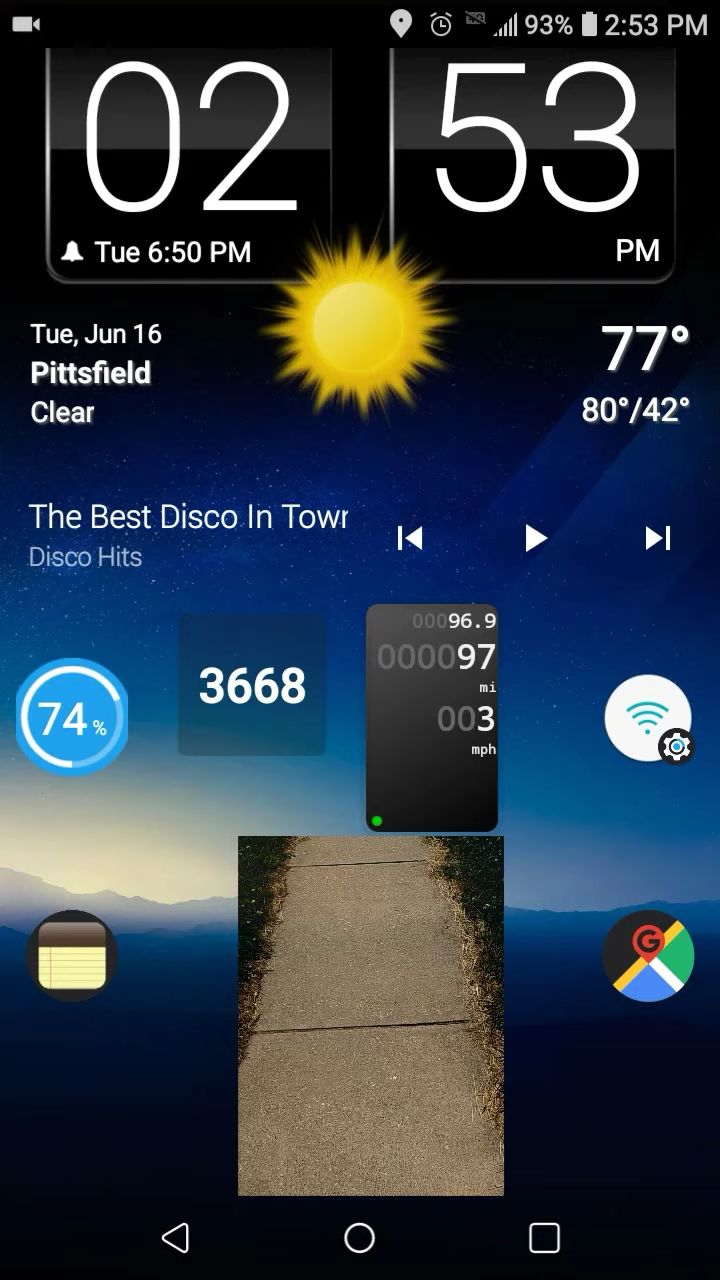 93% 2:53 PM
02 53
Tue 6:50 PM PM
Tue, Jun 16
Pittsfield
Clear
77°
80°/42°
The Best Disco In Town
Disco Hits
74%
3668
00096.9
000097
mi
003
mph
G